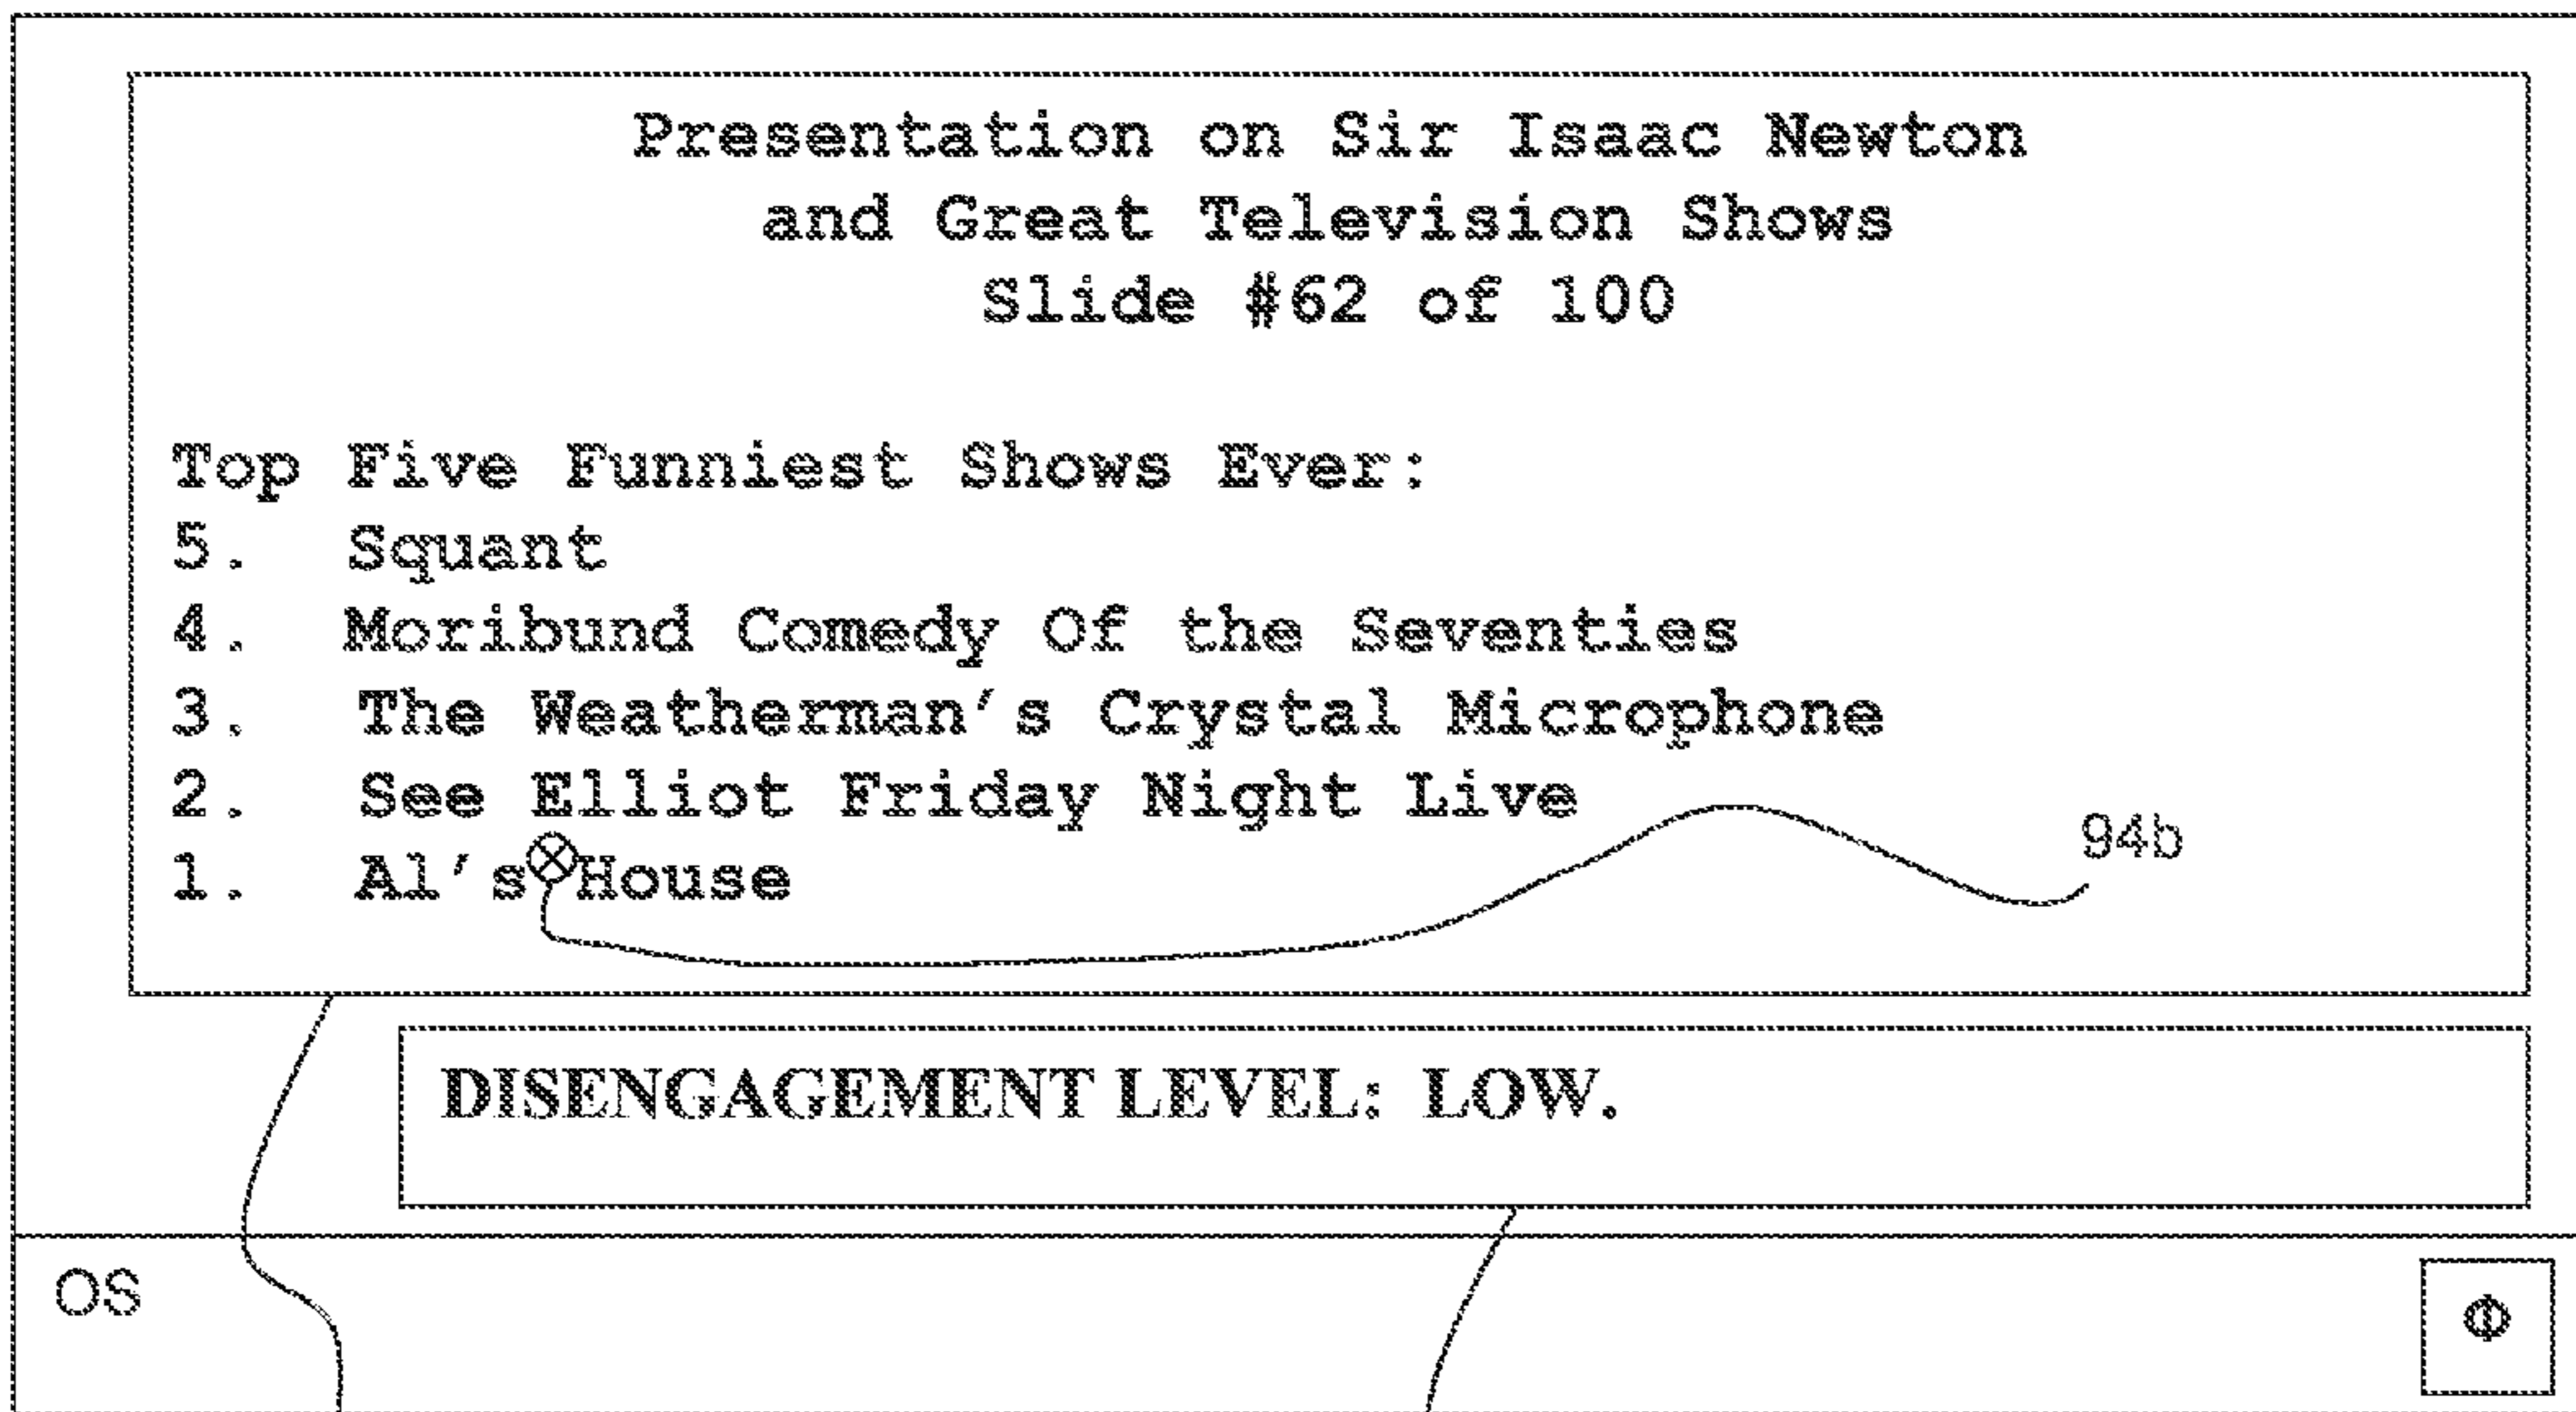 Presentation on Sir Isaac Newton
and Great Television Shows
Slide #62 of 100
Top Five Funniest Shows Ever:
5. Squant
4. Moribund Comedy Of the Seventies
3. The Weatherman's Crystal Microphone
2. See Elliot Friday Night Live
1. Al's House
94b
DISENGAGEMENT LEVEL: LOW.
OS
Φ